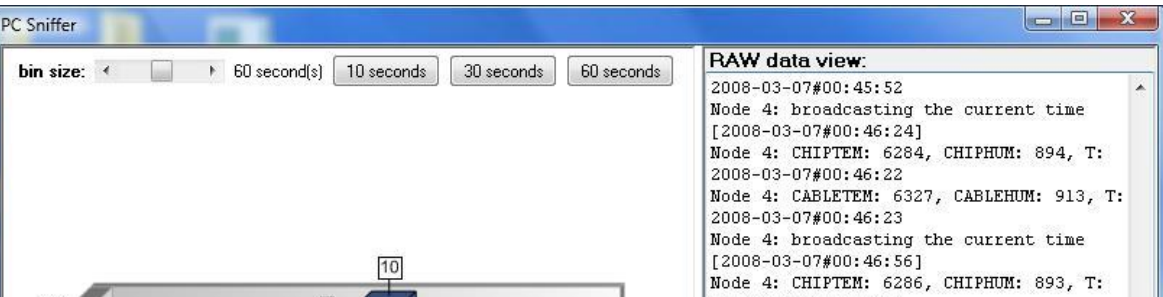 PC Sniffer
bin size: 60 second(s) 10 seconds 30 seconds 60 seconds
10
RAW data view:
2008-03-07#00:45:52
Node 4: broadcasting the current time
[2008-03-07#00:46:24]
Node 4: CHIPTEM: 6284, CHIPHUM: 894, T:
2008-03-07#00:46:22
Node 4: CABLETEM: 6327, CABLEHUM: 913, T:
2008-03-07#00:46:23
Node 4: broadcasting the current time
[2008-03-07#00:46:56]
Node 4: CHIPTEM: 6286, CHIPHUM: 893, T: